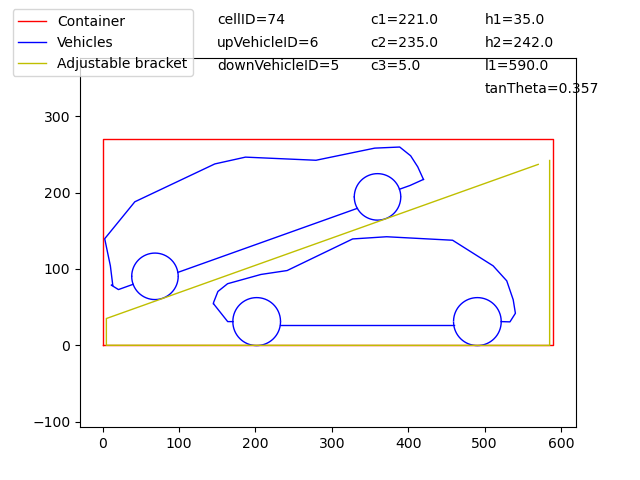 Container
Vehicles
Adjustable bracket
cellID=74
upVehicleID=6
downVehicleID=5
c1=221.0
c2=235.0
c3=5.0
h1=35.0
h2=242.0
l1=590.0
tanTheta=0.357
300
200
100
0
−100
0 100 200 300 400 500 600